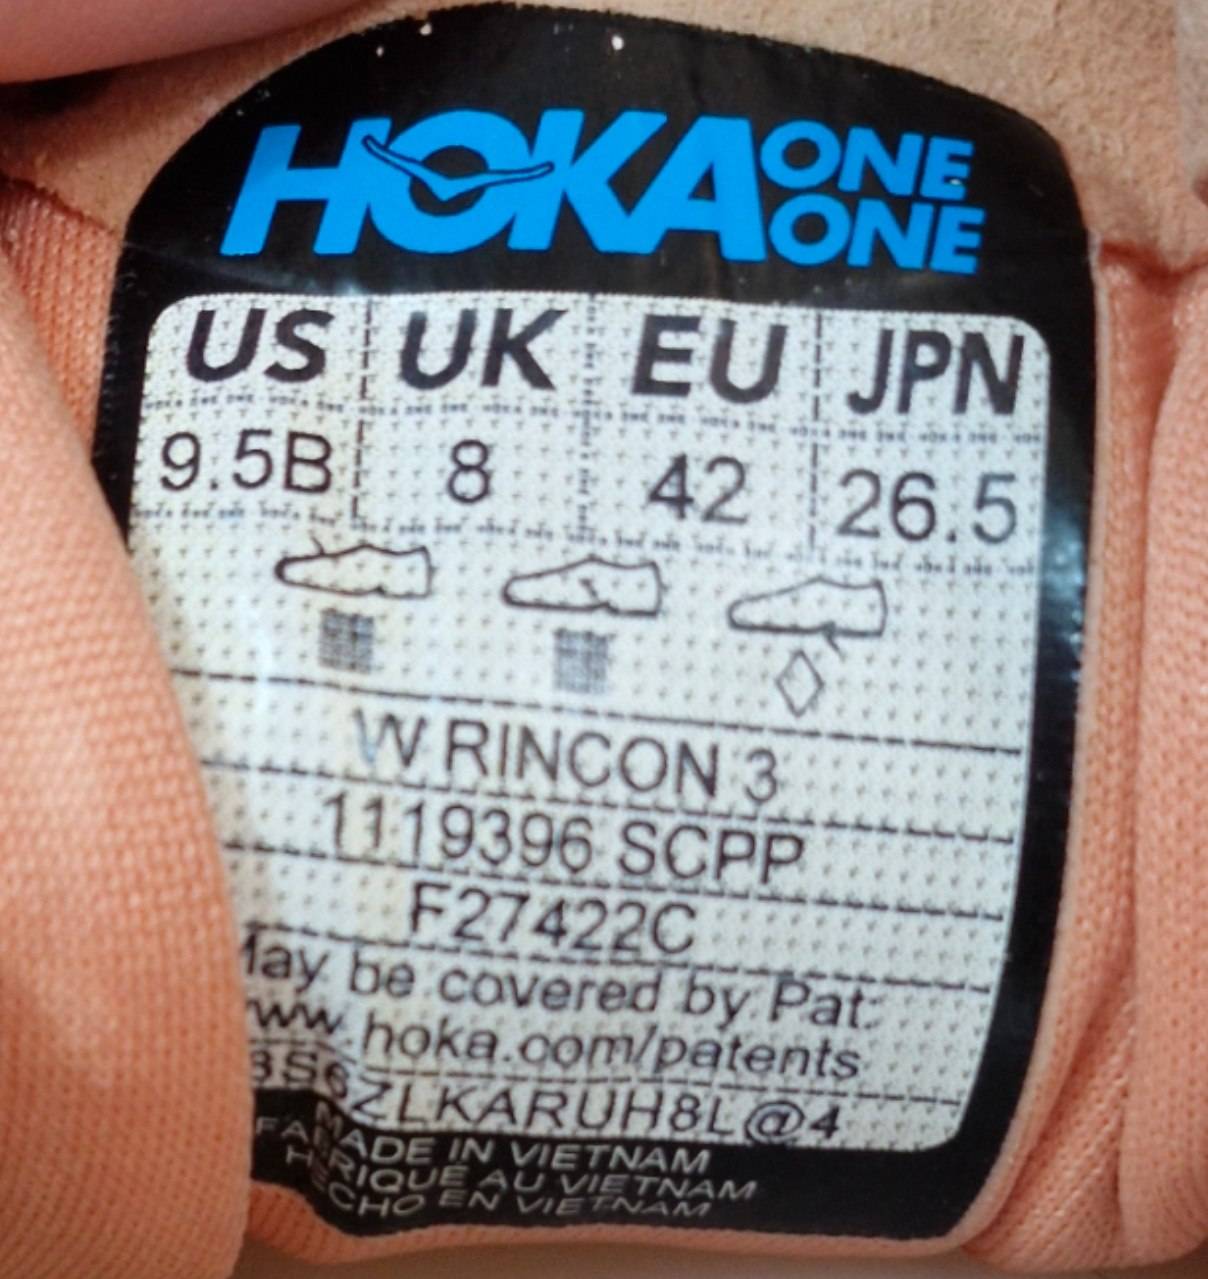 HOKA ONE ONE
US UK EU JPN
9.5B 8 42 26.5
W RINCON 3
1119396 SCPP
F27422C
May be covered by Pat:
www.hoka.com/patents
ZLKARUH8L@4
MADE IN VIETNAM
FABRIQUE AU VIETNAM
HECHO EN VIETNAM